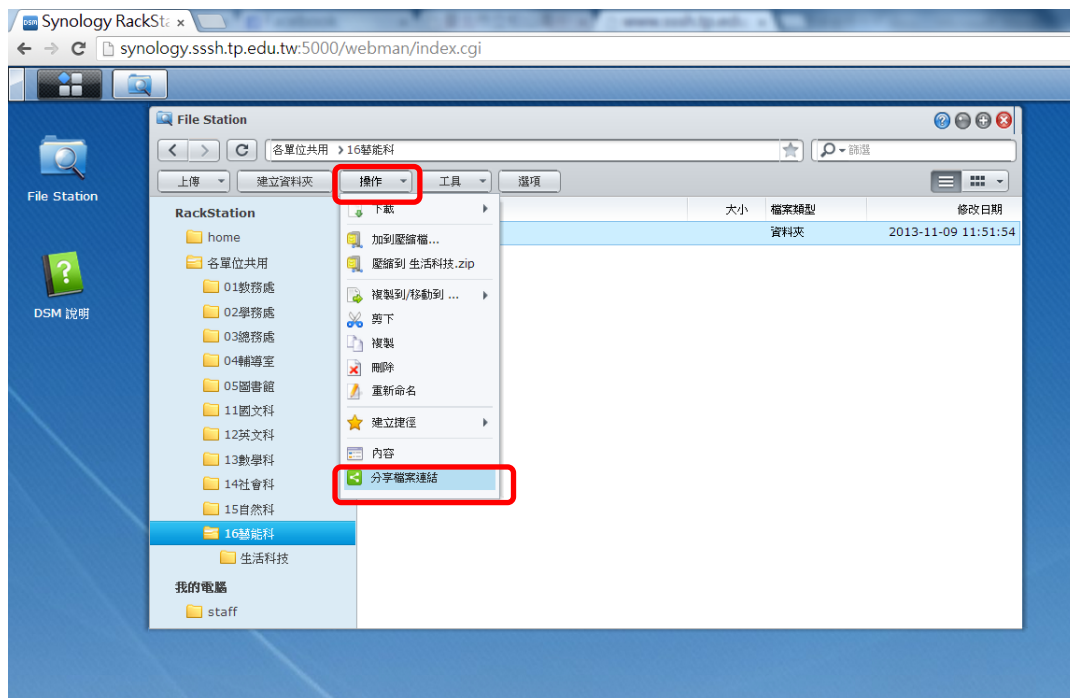 Synology RackSta
synology.sssh.tp.edu.tw:5000/webman/index.cgi
File Station
各單位共用 16藝能科
篩選
上傳 建立資料夾 操作 工具 選項
File Station
DSM 說明
RackStation
home
各單位共用
01教務處
02學務處
03總務處
04輔導室
05圖書館
11國文科
12英文科
13數學科
14社會科
15自然科
16藝能科
生活科技
我的電腦
staff
下載
加到壓縮檔...
壓縮到 生活科技.zip
複製到/移動到 ...
剪下
複製
刪除
重新命名
建立捷徑
內容
分享檔案連結
大小 檔案類型 修改日期
資料夾 2013-11-09 11:51:54